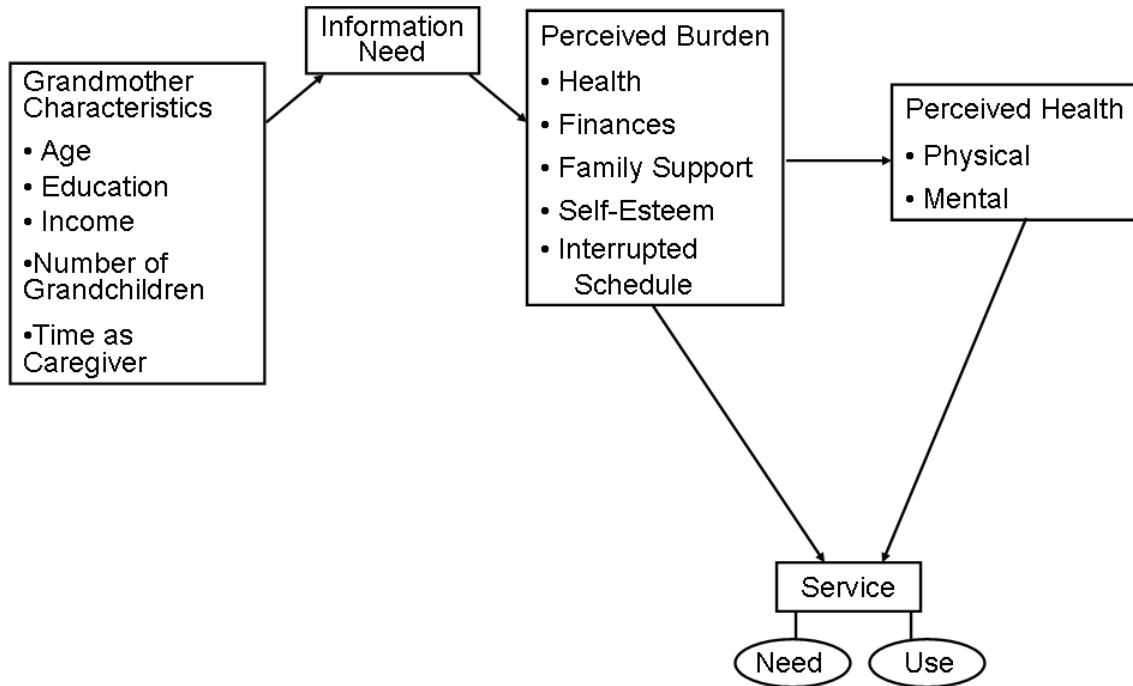 Grandmother
Characteristics
• Age
• Education
• Income
•Number of
Grandchildren
•Time as
Caregiver
Information
Need
Perceived Burden
• Health
• Finances
• Family Support
• Self-Esteem
• Interrupted
Schedule
Perceived Health
• Physical
• Mental
Service
Need
Use